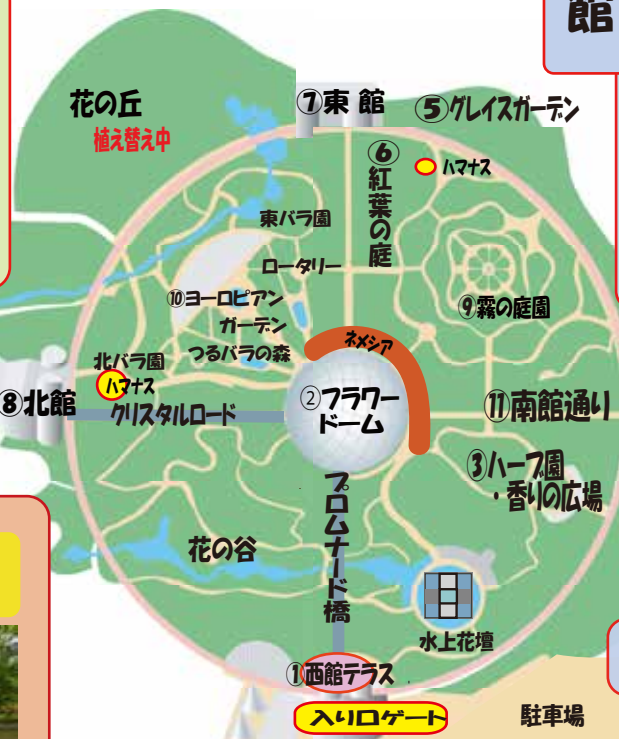 館
花の丘
植え替え中
⑦東 館
⑤グレイスガーデン
⑥
紅葉の庭
ハマナス
東バラ園
ロータリー
⑩ヨーロピアン
ガーデン
つるバラの森
⑨霧の庭園
ネメシア
北バラ園
ハマナス
⑧北館
クリスタルロード
②フラワー
ドーム
⑪南館通り
③ハーブ園
・香りの広場
プロムナード橋
花の谷
水上花壇
①西館テラス
入り口ゲート
駐車場